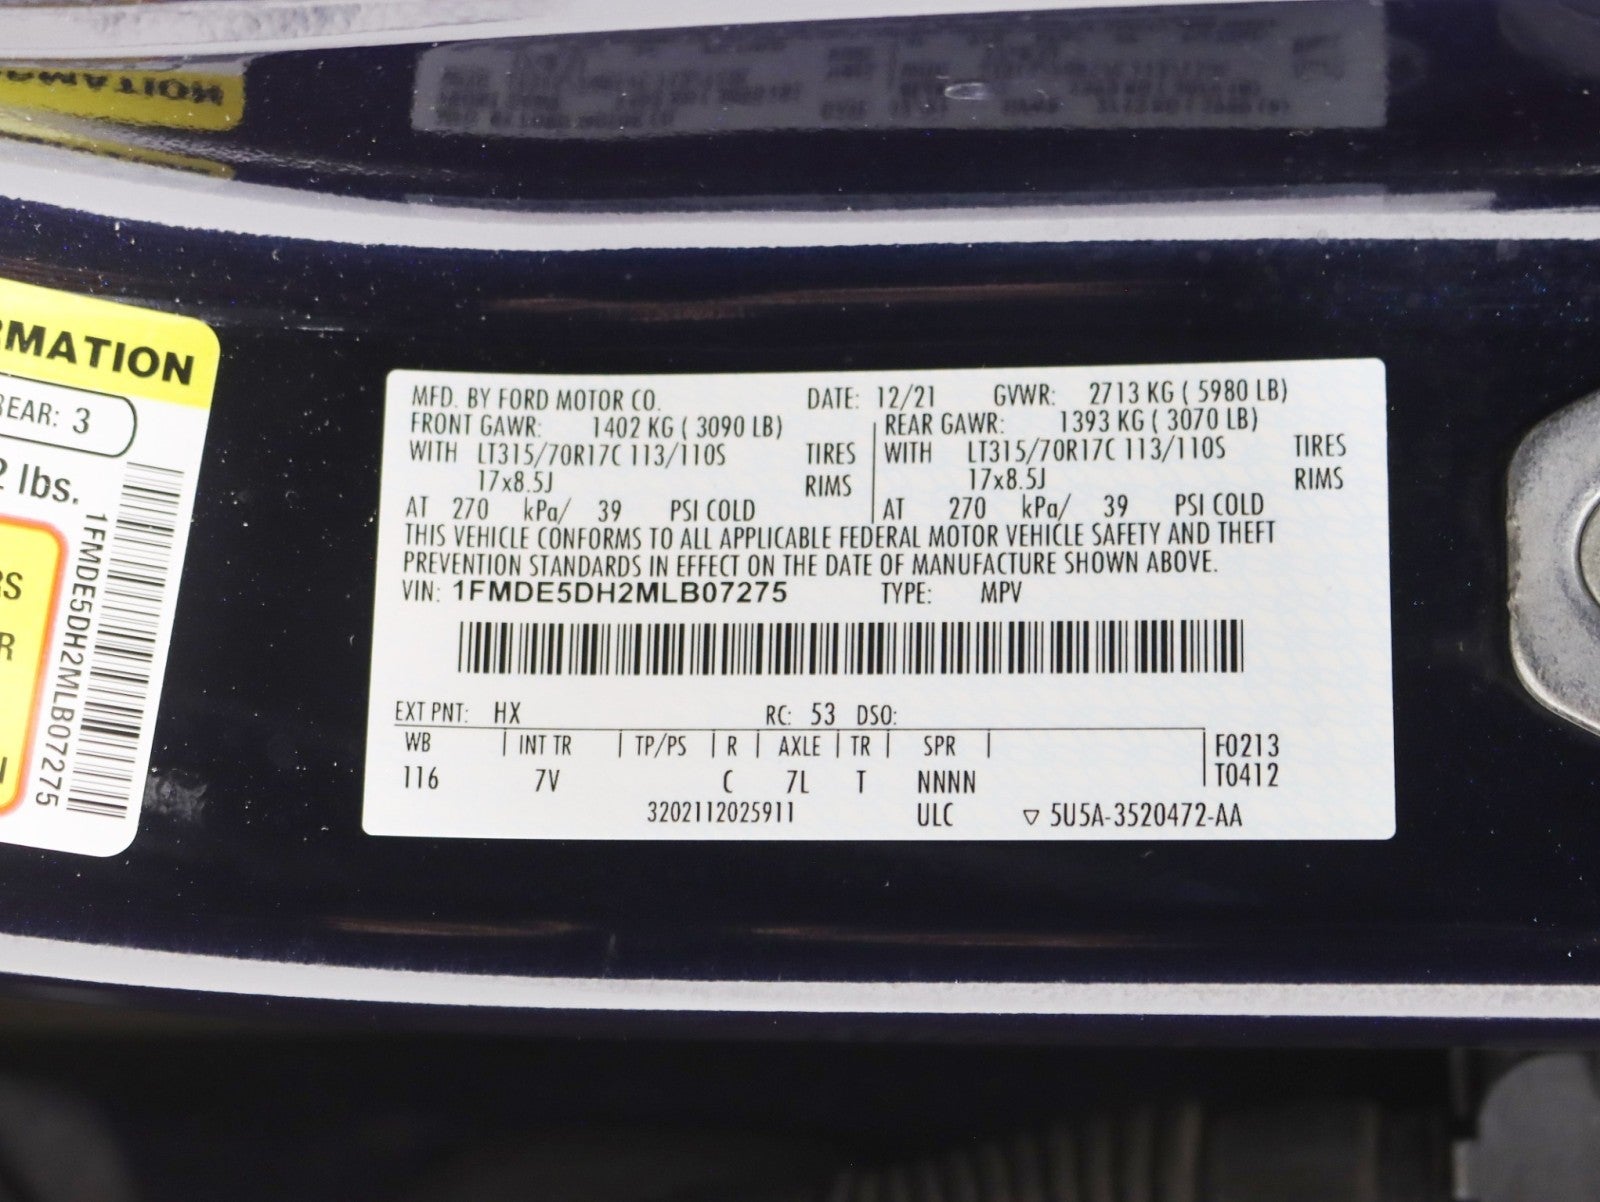 RMATION
REAR: 3
2 lbs.
RS
R
N
1FMDE5DH2MLB07275
MFD. BY FORD MOTOR CO. DATE: 12/21 GVWR: 2713 KG ( 5980 LB)
FRONT GAWR: 1402 KG ( 3090 LB) REAR GAWR: 1393 KG ( 3070 LB)
WITH LT315/70R17C 113/110S TIRES WITH LT315/70R17C 113/110S TIRES
17x8.5J RIMS 17x8.5J RIMS
AT 270 kPa/ 39 PSI COLD AT 270 kPa/ 39 PSI COLD
THIS VEHICLE CONFORMS TO ALL APPLICABLE FEDERAL MOTOR VEHICLE SAFETY AND THEFT
PREVENTION STANDARDS IN EFFECT ON THE DATE OF MANUFACTURE SHOWN ABOVE.
VIN: 1FMDE5DH2MLB07275 TYPE: MPV
EXT PNT: HX RC: 53 DSO:
WB INT TR TP/PS R AXLE TR SPR F0213
116 7V C 7L T NNNN T0412
3202112025911 ULC ▽ 5U5A-3520472-AA